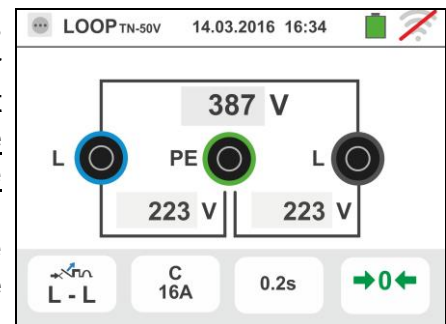 LOOP TN-50V 14.03.2016 16:34
387 V
L PE L
223 V 223 V
L - L
C
16A
0.2s
→0←